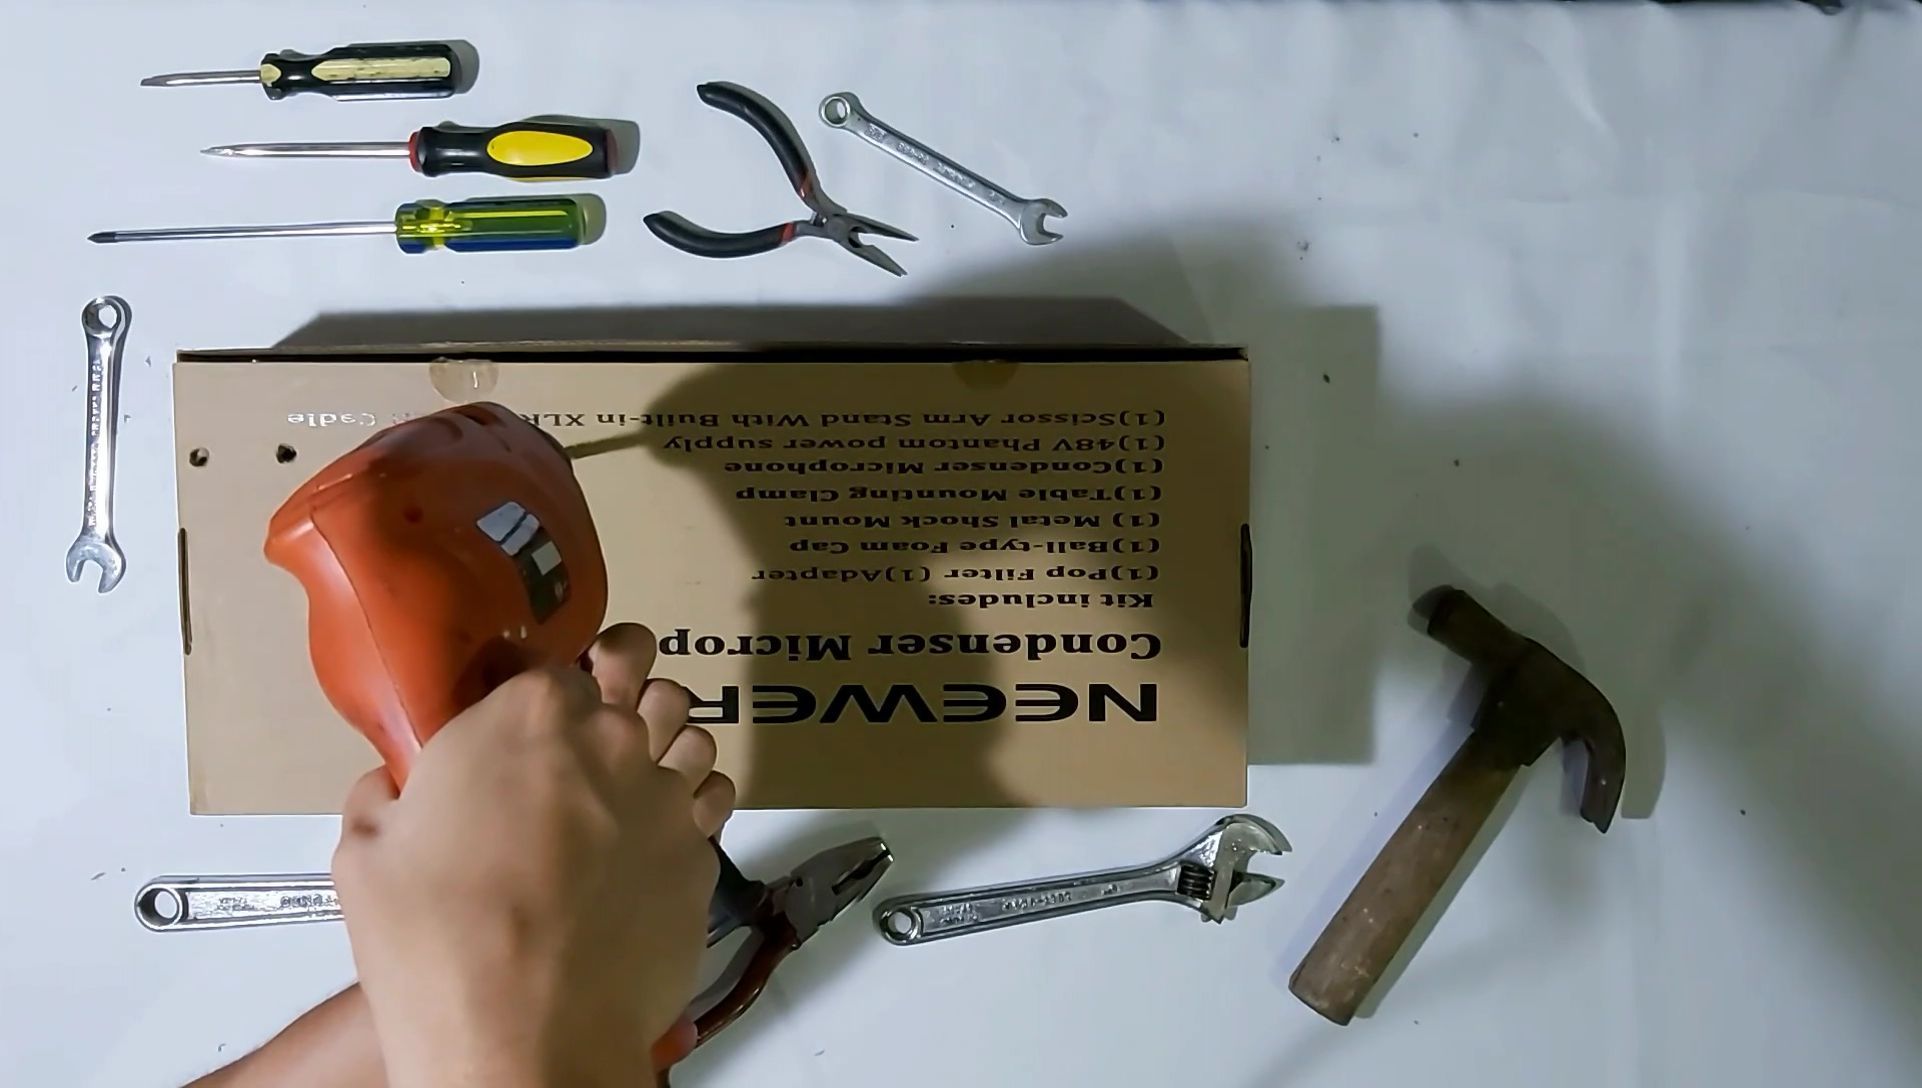 NEEWER
Condenser Microp
Kit includes:
(1)Pop Filter (1)Adapter
(1)Ball-type Foam Cap
(1) Metal Shock Mount
(1)Table Mounting Clamp
(1)Condenser Microphone
(1)48V Phantom power supply
(1)Scissor Arm Stand With Built-in XLR Cable